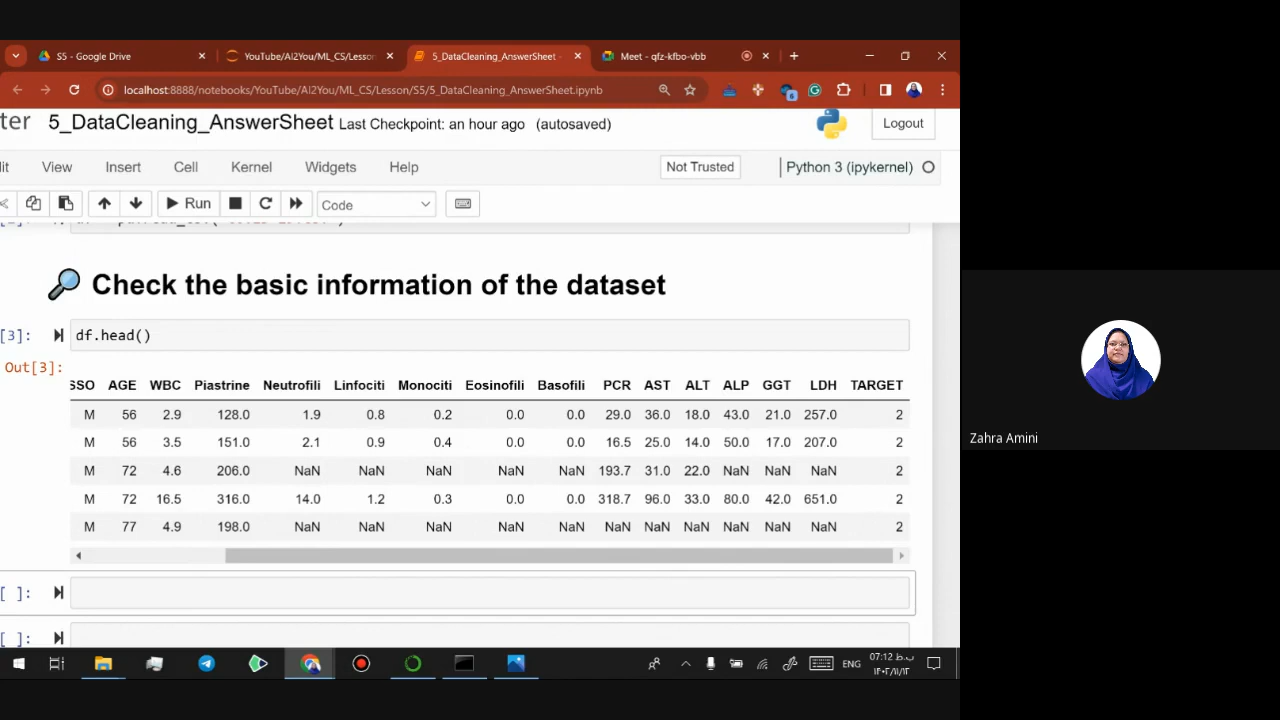 S5 - Google Drive
YouTube/AI2You/ML_CS/Lesson
5_DataCleaning_AnswerSheet -
Meet - qfz-kfbo-vbb
localhost:8888/notebooks/YouTube/AI2You/ML_CS/Lesson/S5/5_DataCleaning_AnswerSheet.ipynb
6
ter 5_DataCleaning_AnswerSheet Last Checkpoint: an hour ago (autosaved)
Logout
it View Insert Cell Kernel Widgets Help
Not Trusted
Python 3 (ipykernel)
Run
Code
🔎 Check the basic information of the dataset
[3]: df.head()
Out[3]:
SSO AGE WBC Piastrine Neutrofili Linfociti Monociti Eosinofili Basofili PCR AST ALT ALP GGT LDH TARGET
M 56 2.9 128.0 1.9 0.8 0.2 0.0 0.0 29.0 36.0 18.0 43.0 21.0 257.0 2
M 56 3.5 151.0 2.1 0.9 0.4 0.0 0.0 16.5 25.0 14.0 50.0 17.0 207.0 2
M 72 4.6 206.0 NaN NaN NaN NaN NaN 193.7 31.0 22.0 NaN NaN NaN 2
M 72 16.5 316.0 14.0 1.2 0.3 0.0 0.0 318.7 96.0 33.0 80.0 42.0 651.0 2
M 77 4.9 198.0 NaN NaN NaN NaN NaN NaN NaN NaN NaN NaN NaN 2
[ ]:
[ ]:
Zahra Amini
ENG
07:12 ب.ظ
۱۴۰۲/۱۱/۱۳